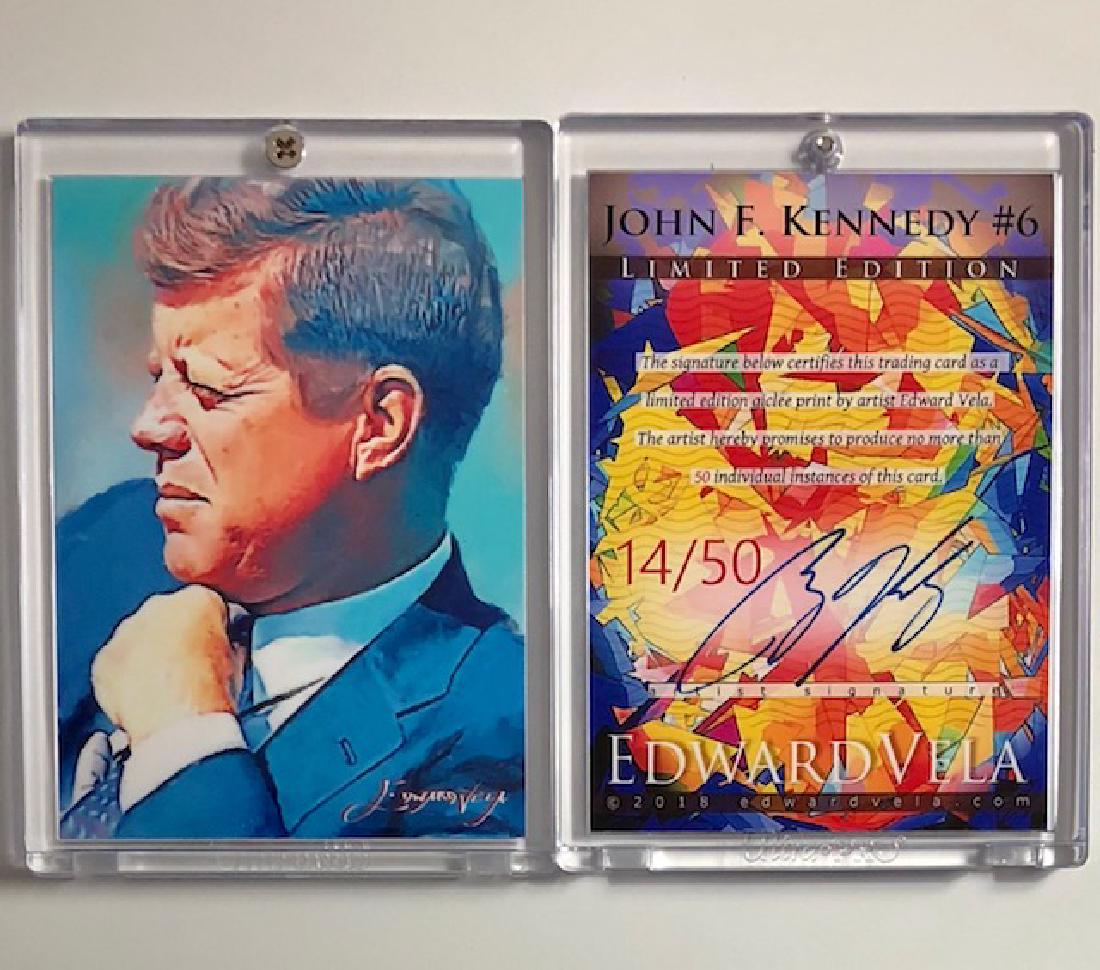 Edward Vela
JOHN F. KENNEDY #6
LIMITED EDITION
The signature below certifies this trading card as a
limited edition giclée print by artist Edward Vela.
The artist hereby promises to produce no more than
50 individual instances of this card.
14/50
artist signature
EDWARDVELA
© 2018 edwardvela.com
Ultra PRO